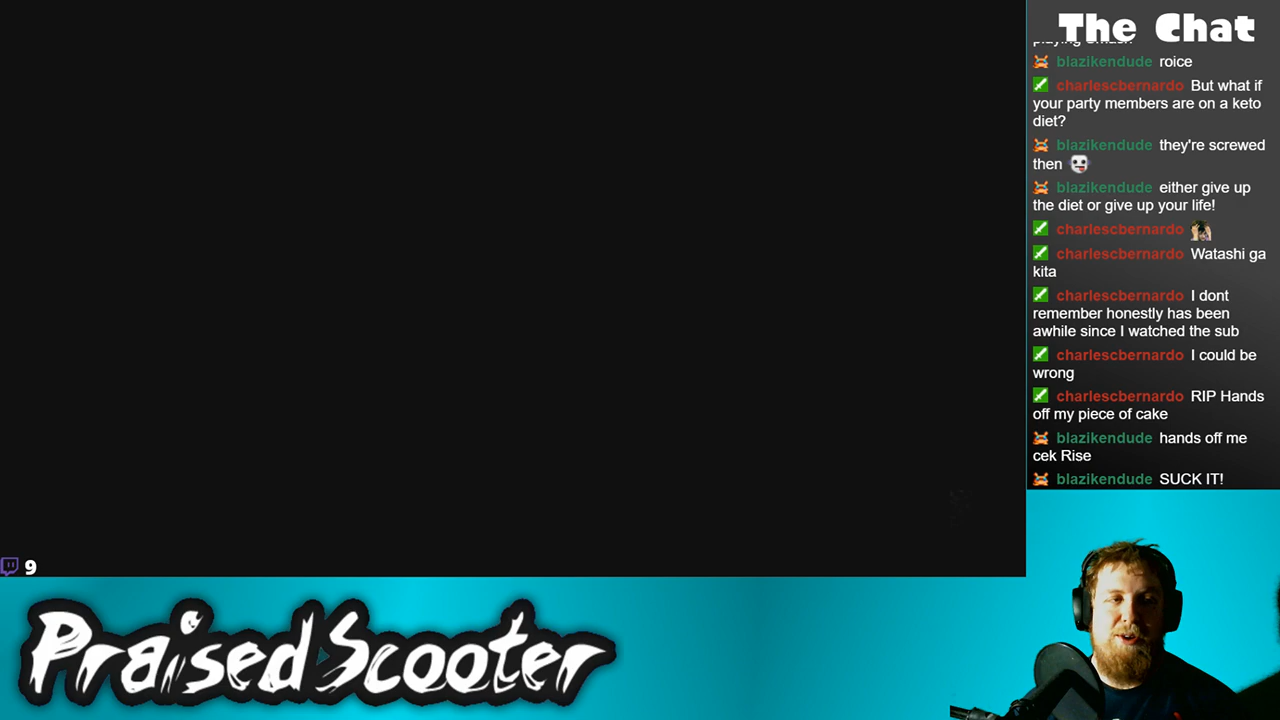 The Chat
blazikendude roice
charlescbernardo But what if
your party members are on a keto
diet?
blazikendude they're screwed
then
blazikendude either give up
the diet or give up your life!
charlescbernardo
charlescbernardo Watashi ga
kita
charlescbernardo I dont
remember honestly has been
awhile since I watched the sub
charlescbernardo I could be
wrong
charlescbernardo RIP Hands
off my piece of cake
blazikendude hands off me
cek Rise
blazikendude SUCK IT!
9
PraisedScooter